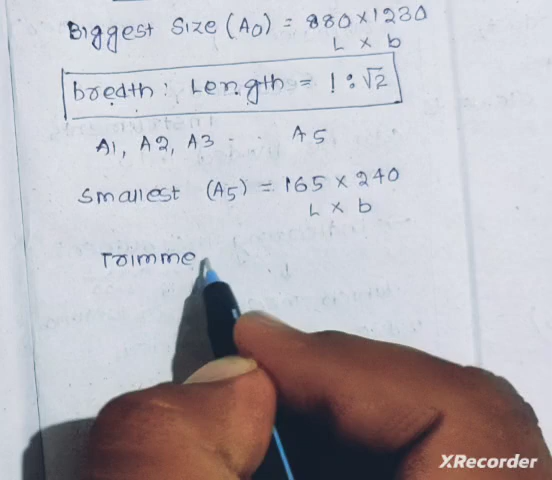 Biggest Size (A0) = 880×1230
L × b
breadth : Length = 1 : √2
A1, A2, A3 - - A5
Smallest (A5) = 165 × 240
L × b
Trimme
XRecorder